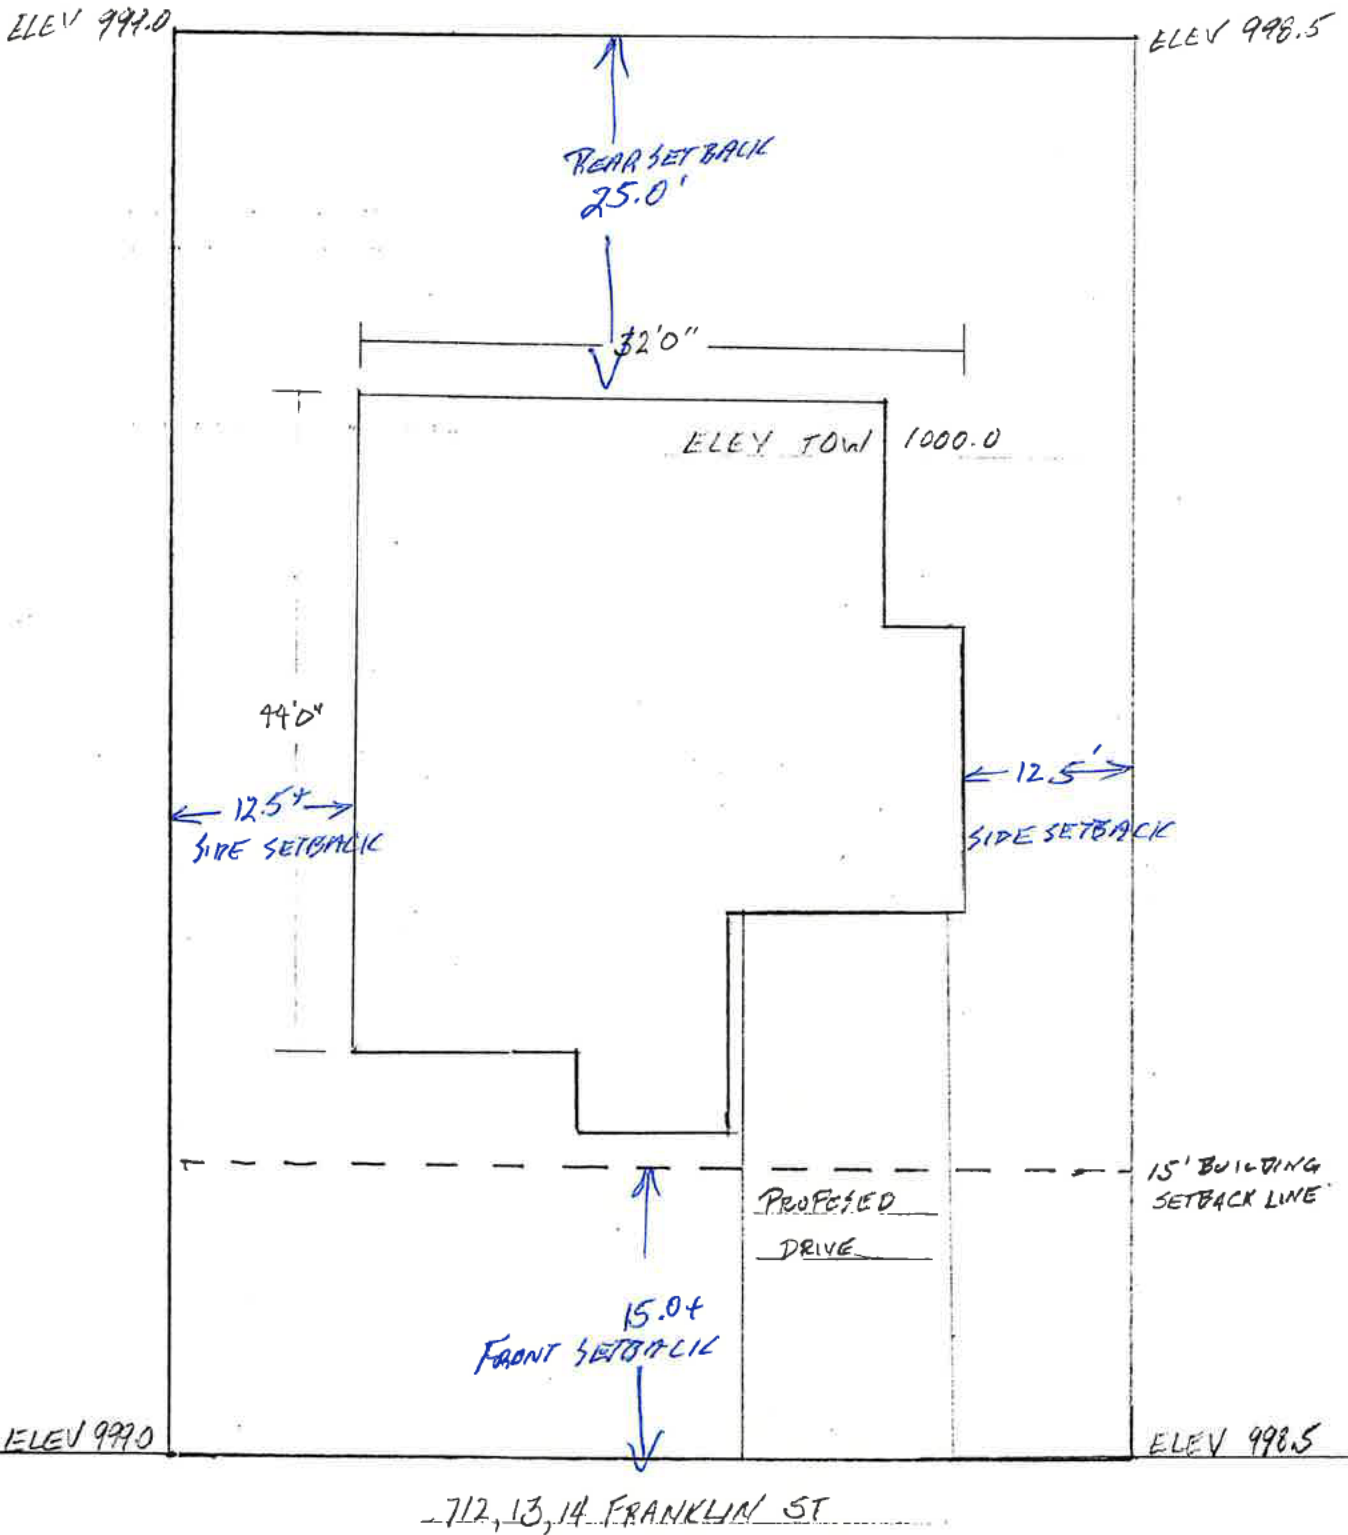 ELEV 999.0
ELEV 998.5
REAR SETBACK
25.0'
32'0"
ELEV TOW 1000.0
44'0"
12.5'
12.5+
SIDE SETBACK
SIDE SETBACK
15' BUILDING
SETBACK LINE
PROPOSED
DRIVE
15.0+
FRONT SETBACK
ELEV 999.0
ELEV 998.5
712, 13, 14 FRANKLIN ST